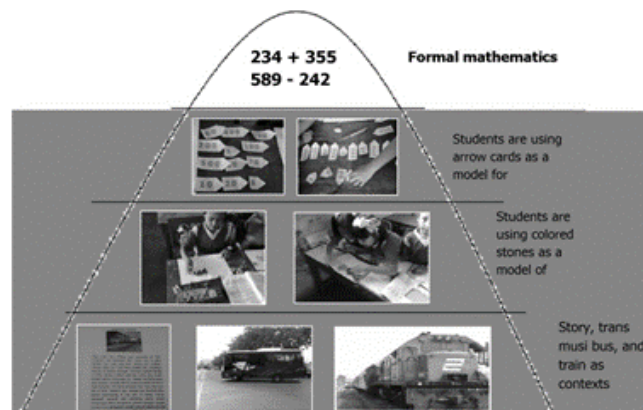 234 + 355
589 - 242
Formal mathematics
Students are using
arrow cards as a
model for
Students are
using colored
stones as a
model of
Story, trans
musi bus, and
train as
contexts